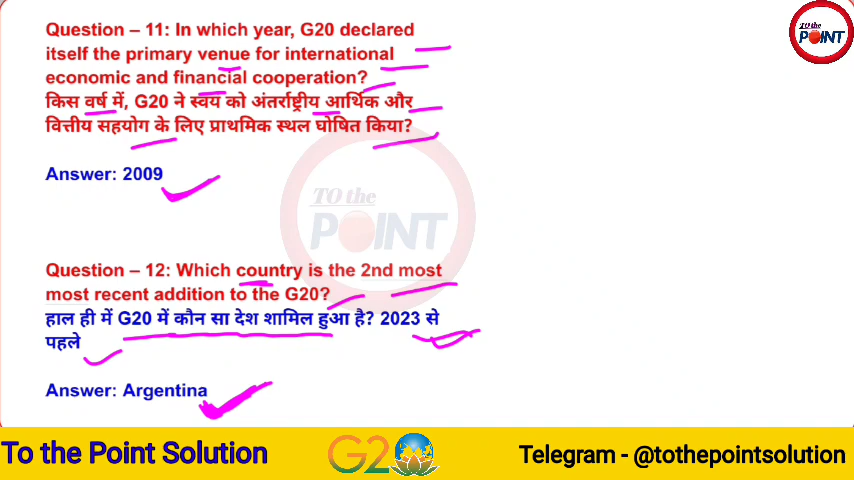 Question – 11: In which year, G20 declared
itself the primary venue for international
economic and financial cooperation?
किस वर्ष में, G20 ने स्वयं को अंतर्राष्ट्रीय आर्थिक और
वित्तीय सहयोग के लिए प्राथमिक स्थल घोषित किया?
Answer: 2009
Question – 12: Which country is the 2nd most
most recent addition to the G20?
हाल ही में G20 में कौन सा देश शामिल हुआ है? 2023 से
पहले
Answer: Argentina
TO the
POINT
TO the
POINT
To the Point Solution
G20
Telegram - @tothepointsolution